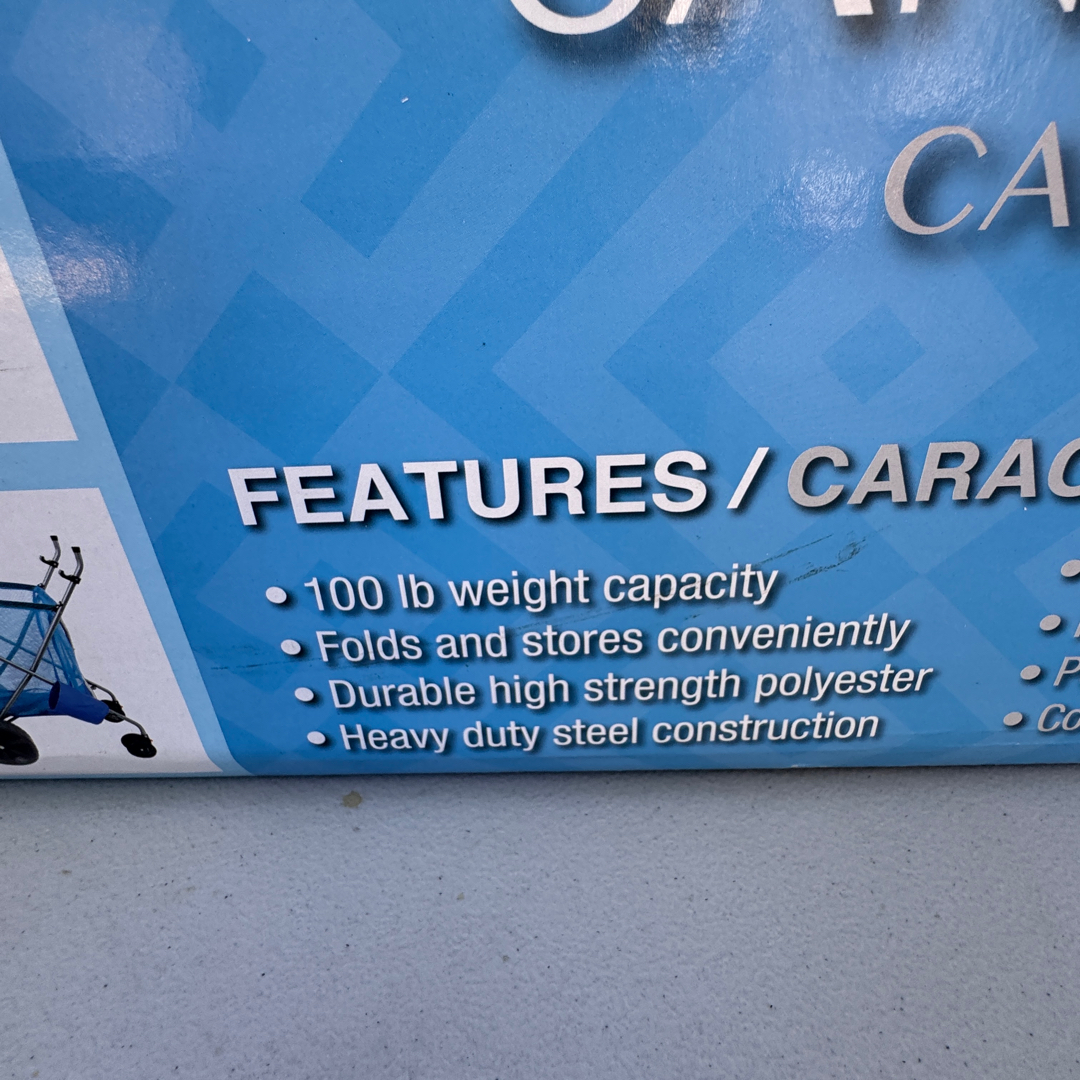 CA
FEATURES / CARAC
• 100 lb weight capacity
• Folds and stores conveniently
• Durable high strength polyester
• Heavy duty steel construction
• P
• Co